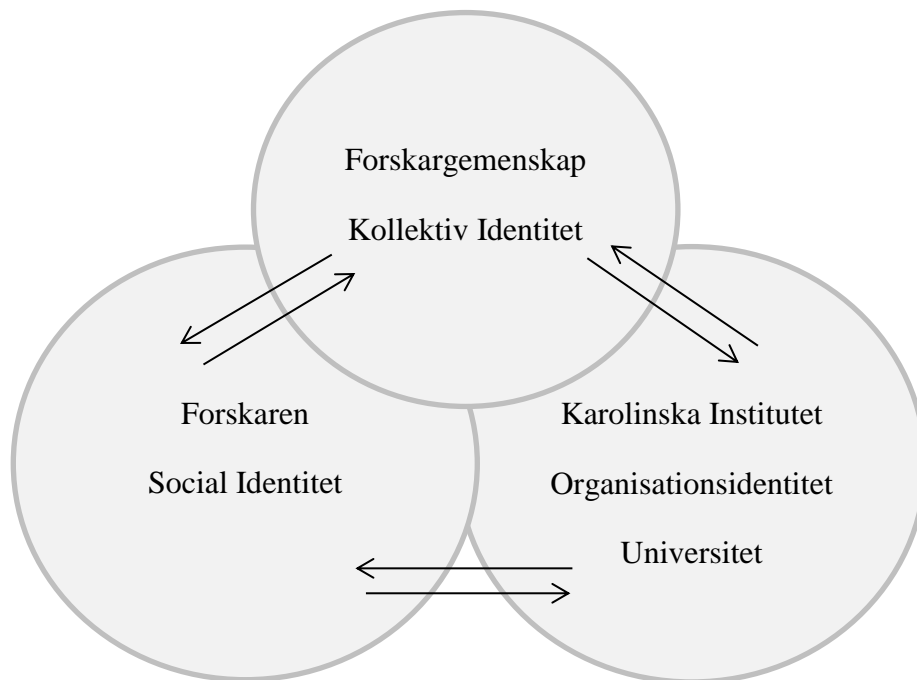 Forskargemenskap
Kollektiv Identitet
Forskaren
Social Identitet
Karolinska Institutet
Organisationsidentitet
Universitet